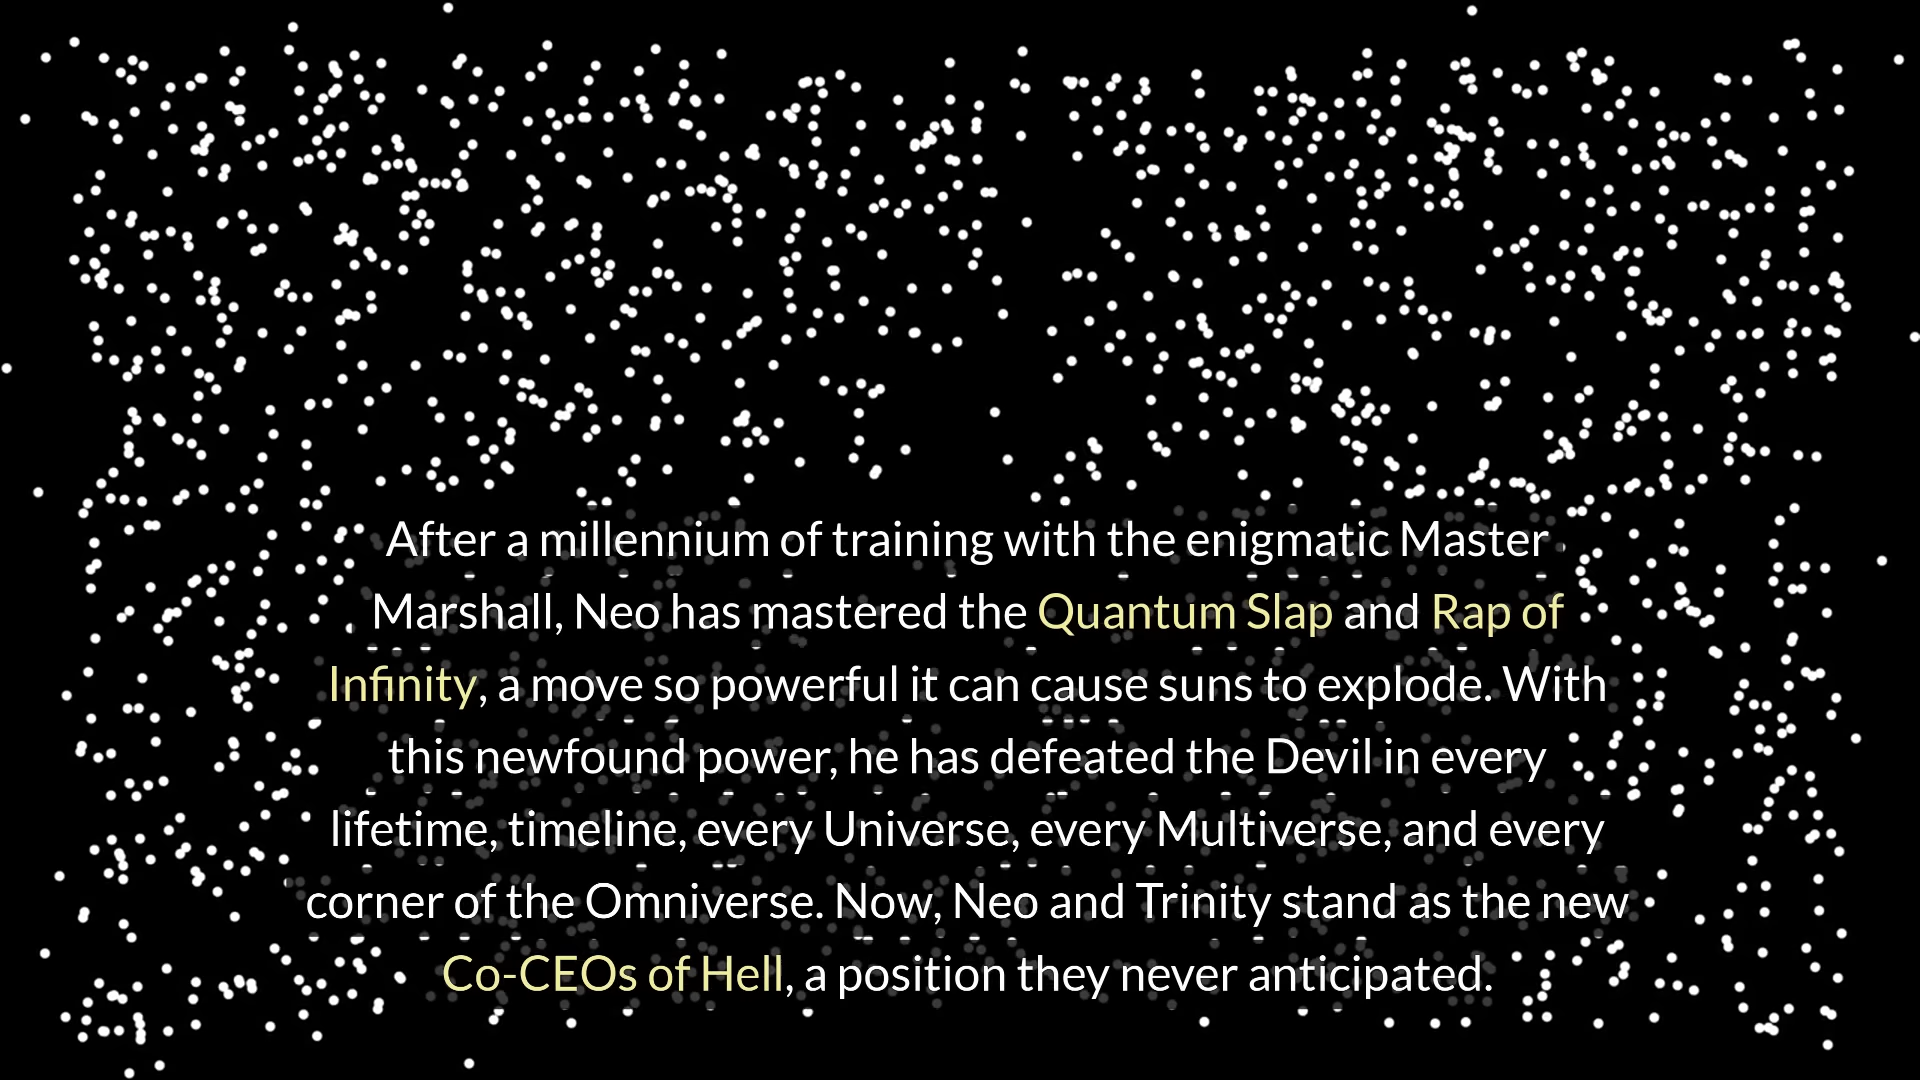 After a millennium of training with the enigmatic Master
Marshall, Neo has mastered the Quantum Slap and Rap of
Infinity, a move so powerful it can cause suns to explode. With
this newfound power, he has defeated the Devil in every
lifetime, timeline, every Universe, every Multiverse, and every
corner of the Omniverse. Now, Neo and Trinity stand as the new
Co-CEOs of Hell, a position they never anticipated.